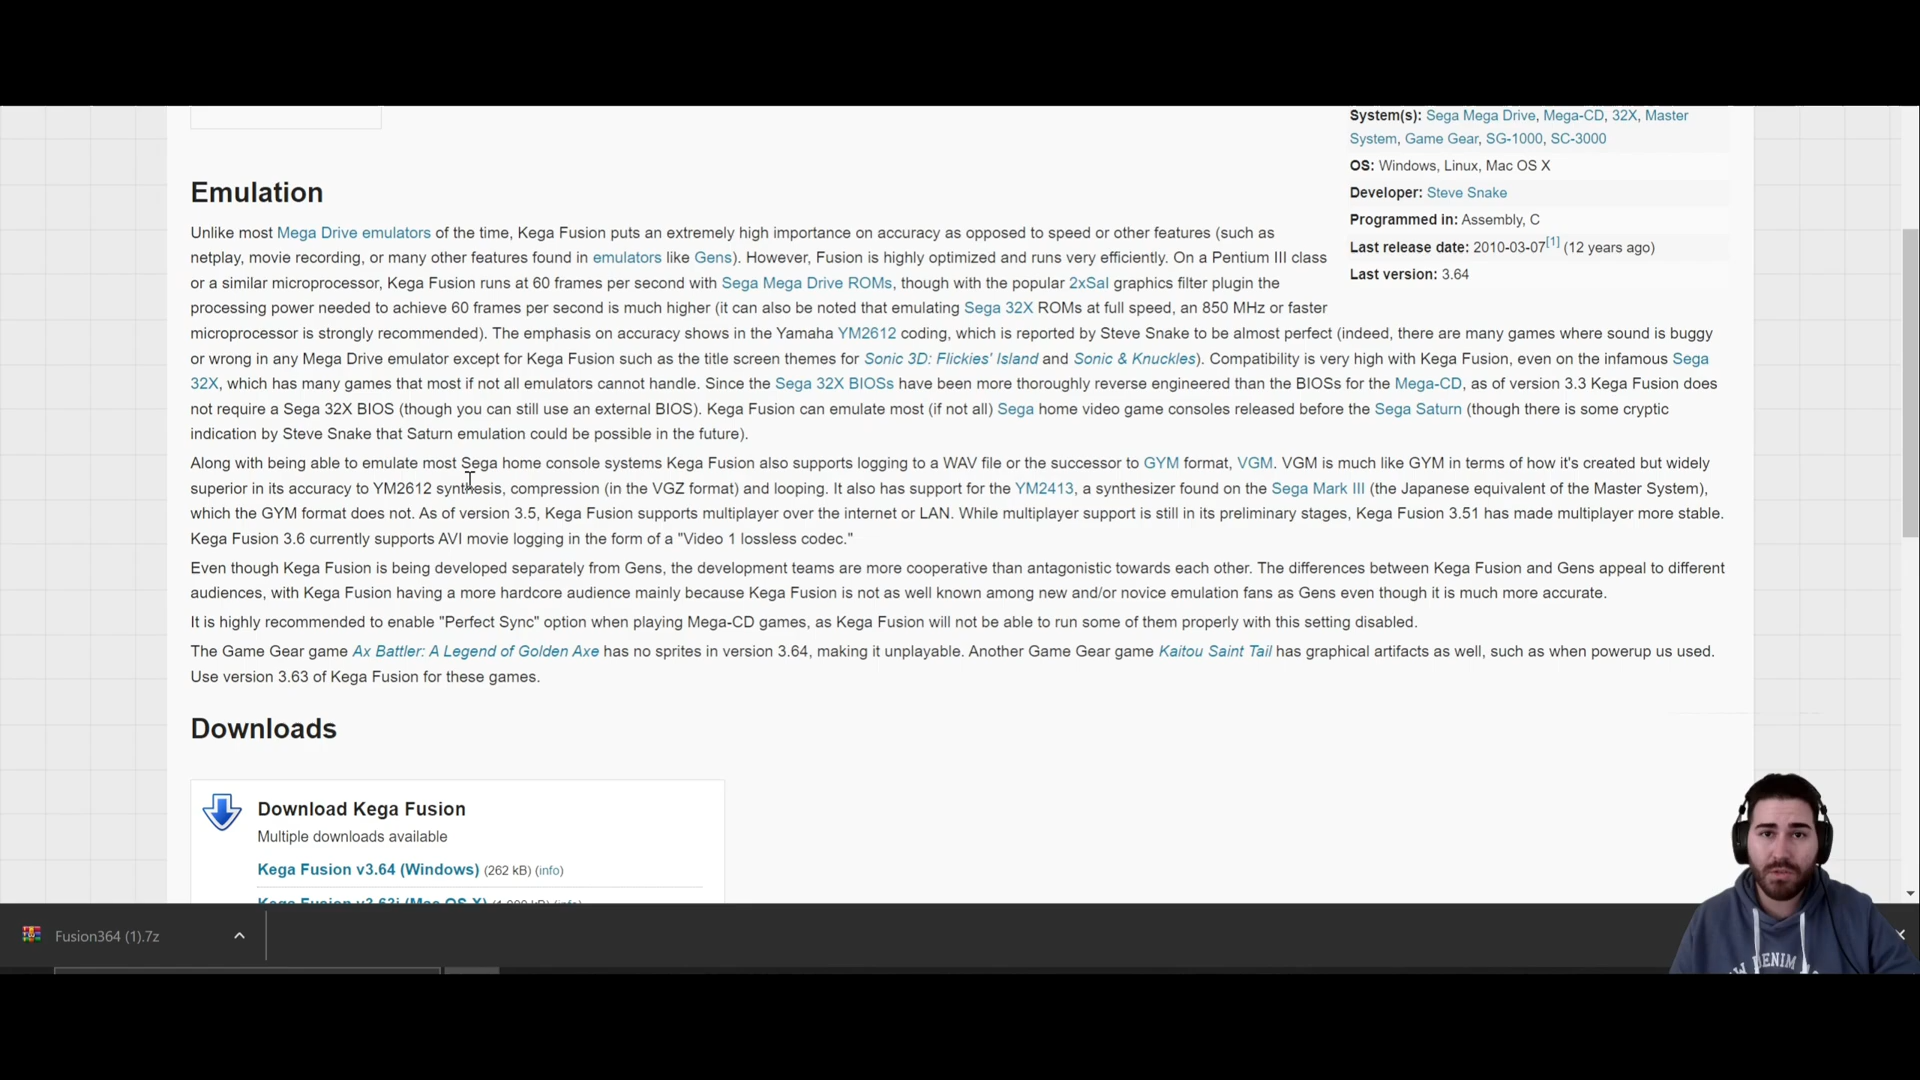 System(s): Sega Mega Drive, Mega-CD, 32X, Master
System, Game Gear, SG-1000, SC-3000
OS: Windows, Linux, Mac OS X
Developer: Steve Snake
Programmed in: Assembly, C
Last release date: 2010-03-07[1] (12 years ago)
Last version: 3.64
Emulation
Unlike most Mega Drive emulators of the time, Kega Fusion puts an extremely high importance on accuracy as opposed to speed or other features (such as
netplay, movie recording, or many other features found in emulators like Gens). However, Fusion is highly optimized and runs very efficiently. On a Pentium III class
or a similar microprocessor, Kega Fusion runs at 60 frames per second with Sega Mega Drive ROMs, though with the popular 2xSaI graphics filter plugin the
processing power needed to achieve 60 frames per second is much higher (it can also be noted that emulating Sega 32X ROMs at full speed, an 850 MHz or faster
microprocessor is strongly recommended). The emphasis on accuracy shows in the Yamaha YM2612 coding, which is reported by Steve Snake to be almost perfect (indeed, there are many games where sound is buggy
or wrong in any Mega Drive emulator except for Kega Fusion such as the title screen themes for Sonic 3D: Flickies' Island and Sonic & Knuckles). Compatibility is very high with Kega Fusion, even on the infamous Sega
32X, which has many games that most if not all emulators cannot handle. Since the Sega 32X BIOSs have been more thoroughly reverse engineered than the BIOSs for the Mega-CD, as of version 3.3 Kega Fusion does
not require a Sega 32X BIOS (though you can still use an external BIOS). Kega Fusion can emulate most (if not all) Sega home video game consoles released before the Sega Saturn (though there is some cryptic
indication by Steve Snake that Saturn emulation could be possible in the future).
Along with being able to emulate most Sega home console systems Kega Fusion also supports logging to a WAV file or the successor to GYM format, VGM. VGM is much like GYM in terms of how it's created but widely
superior in its accuracy to YM2612 synthesis, compression (in the VGZ format) and looping. It also has support for the YM2413, a synthesizer found on the Sega Mark III (the Japanese equivalent of the Master System),
which the GYM format does not. As of version 3.5, Kega Fusion supports multiplayer over the internet or LAN. While multiplayer support is still in its preliminary stages, Kega Fusion 3.51 has made multiplayer more stable.
Kega Fusion 3.6 currently supports AVI movie logging in the form of a "Video 1 lossless codec."
Even though Kega Fusion is being developed separately from Gens, the development teams are more cooperative than antagonistic towards each other. The differences between Kega Fusion and Gens appeal to different
audiences, with Kega Fusion having a more hardcore audience mainly because Kega Fusion is not as well known among new and/or novice emulation fans as Gens even though it is much more accurate.
It is highly recommended to enable "Perfect Sync" option when playing Mega-CD games, as Kega Fusion will not be able to run some of them properly with this setting disabled.
The Game Gear game Ax Battler: A Legend of Golden Axe has no sprites in version 3.64, making it unplayable. Another Game Gear game Kaitou Saint Tail has graphical artifacts as well, such as when powerup us used.
Use version 3.63 of Kega Fusion for these games.
Downloads
Download Kega Fusion
Multiple downloads available
Kega Fusion v3.64 (Windows) (262 kB) (info)
Kega Fusion v3.63i (Mac OS X)
Fusion364 (1).7z
DENIM